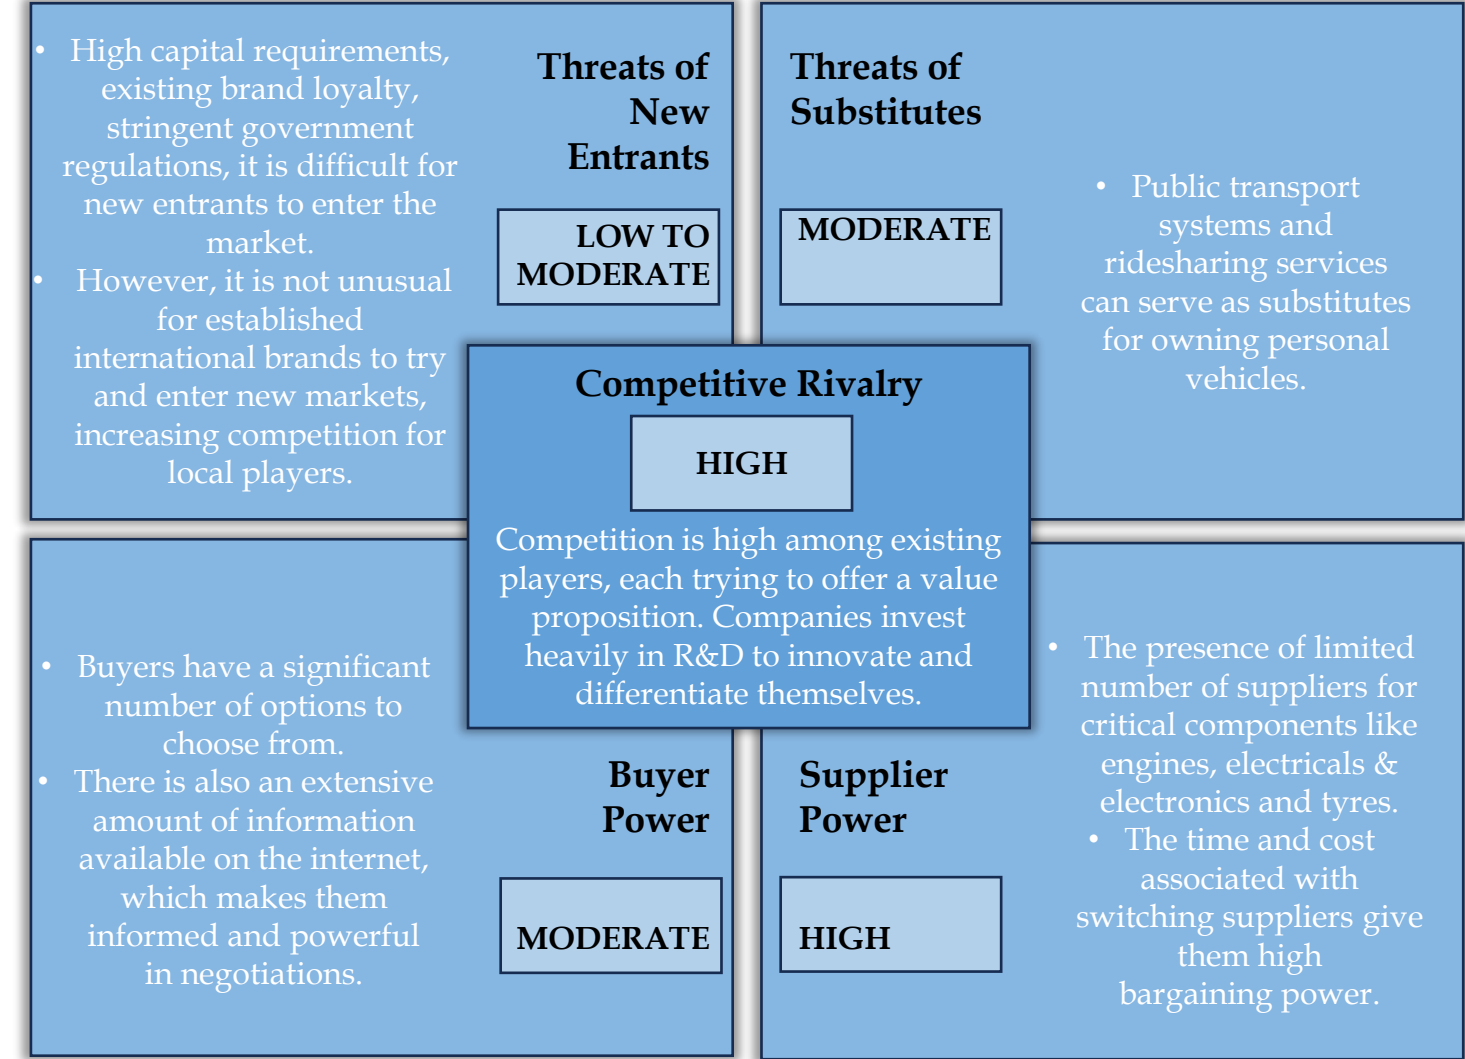 • High capital requirements,
existing brand loyalty,
stringent government
regulations, it is difficult for
new entrants to enter the
market.
• However, it is not unusual
for established
international brands to try
and enter new markets,
increasing competition for
local players.
Threats of
New
Entrants
LOW TO
MODERATE
Threats of
Substitutes
MODERATE
• Public transport
systems and
ridesharing services
can serve as substitutes
for owning personal
vehicles.
Competitive Rivalry
HIGH
Competition is high among existing
players, each trying to offer a value
proposition. Companies invest
heavily in R&D to innovate and
differentiate themselves.
• Buyers have a significant
number of options to
choose from.
• There is also an extensive
amount of information
available on the internet,
which makes them
informed and powerful
in negotiations.
Buyer
Power
MODERATE
Supplier
Power
HIGH
• The presence of limited
number of suppliers for
critical components like
engines, electricals &
electronics and tyres.
• The time and cost
associated with
switching suppliers give
them high
bargaining power.